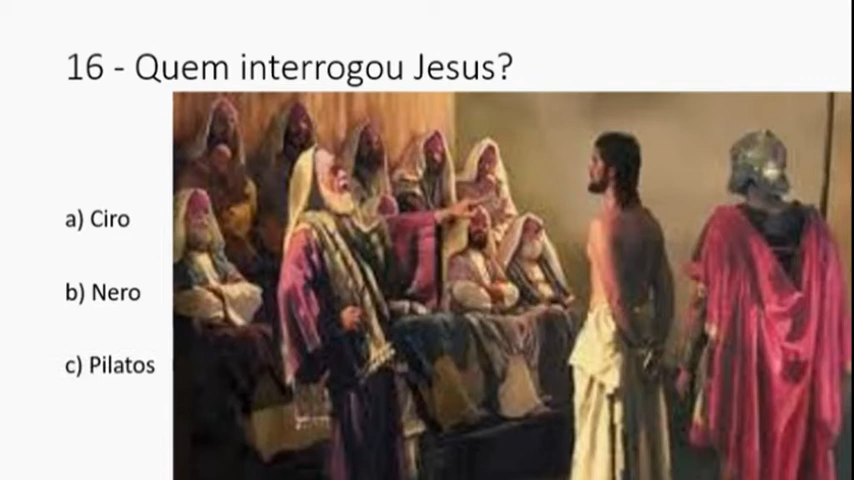 16 - Quem interrogou Jesus?
a) Ciro
b) Nero
c) Pilatos